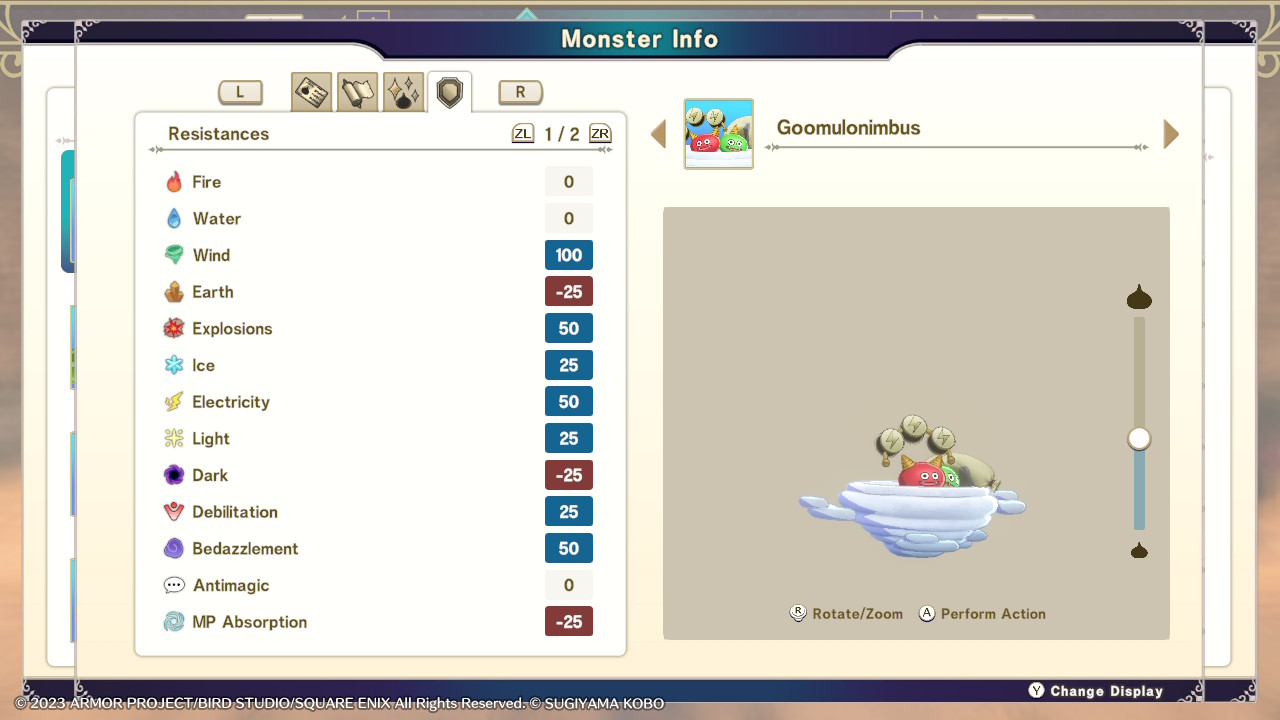 Monster Info
L
R
Resistances
ZL 1 / 2 ZR
Fire 0
Water 0
Wind 100
Earth -25
Explosions 50
Ice 25
Electricity 50
Light 25
Dark -25
Debilitation 25
Bedazzlement 50
Antimagic 0
MP Absorption -25
Goomulonimbus
R Rotate/Zoom A Perform Action
Y Change Display
© 2023 ARMOR PROJECT/BIRD STUDIO/SQUARE ENIX All Rights Reserved. © SUGIYAMA KOBO